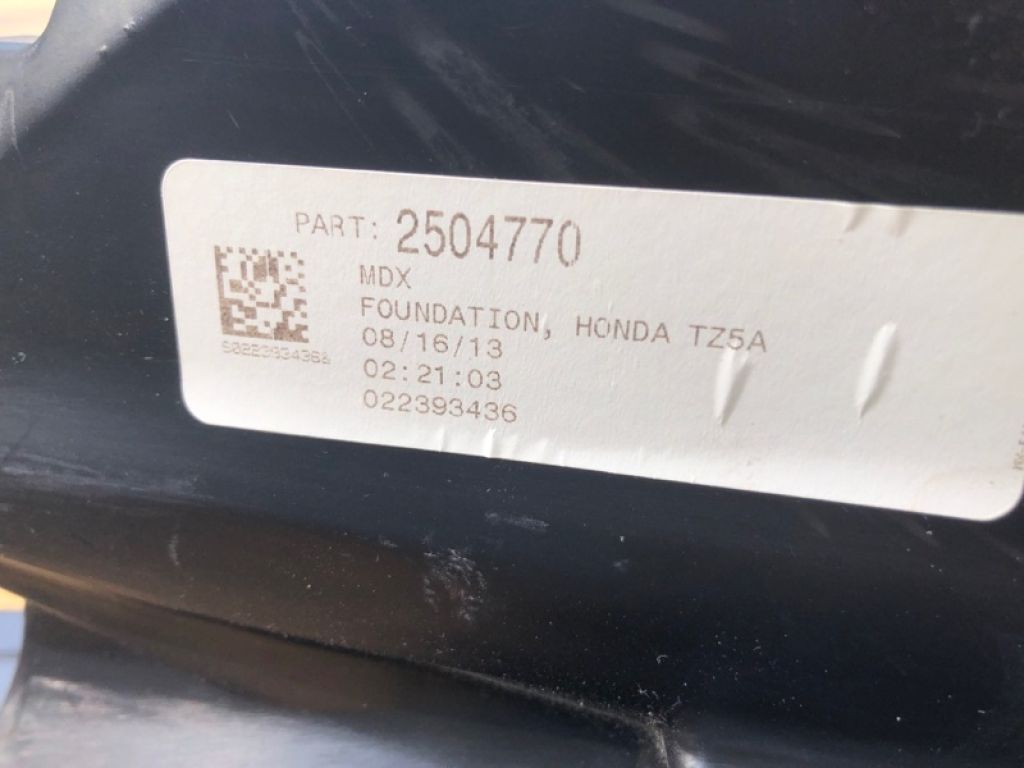 PART: 2504770
MDX
FOUNDATION, HONDA TZ5A
08/16/13
02:21:03
022393436